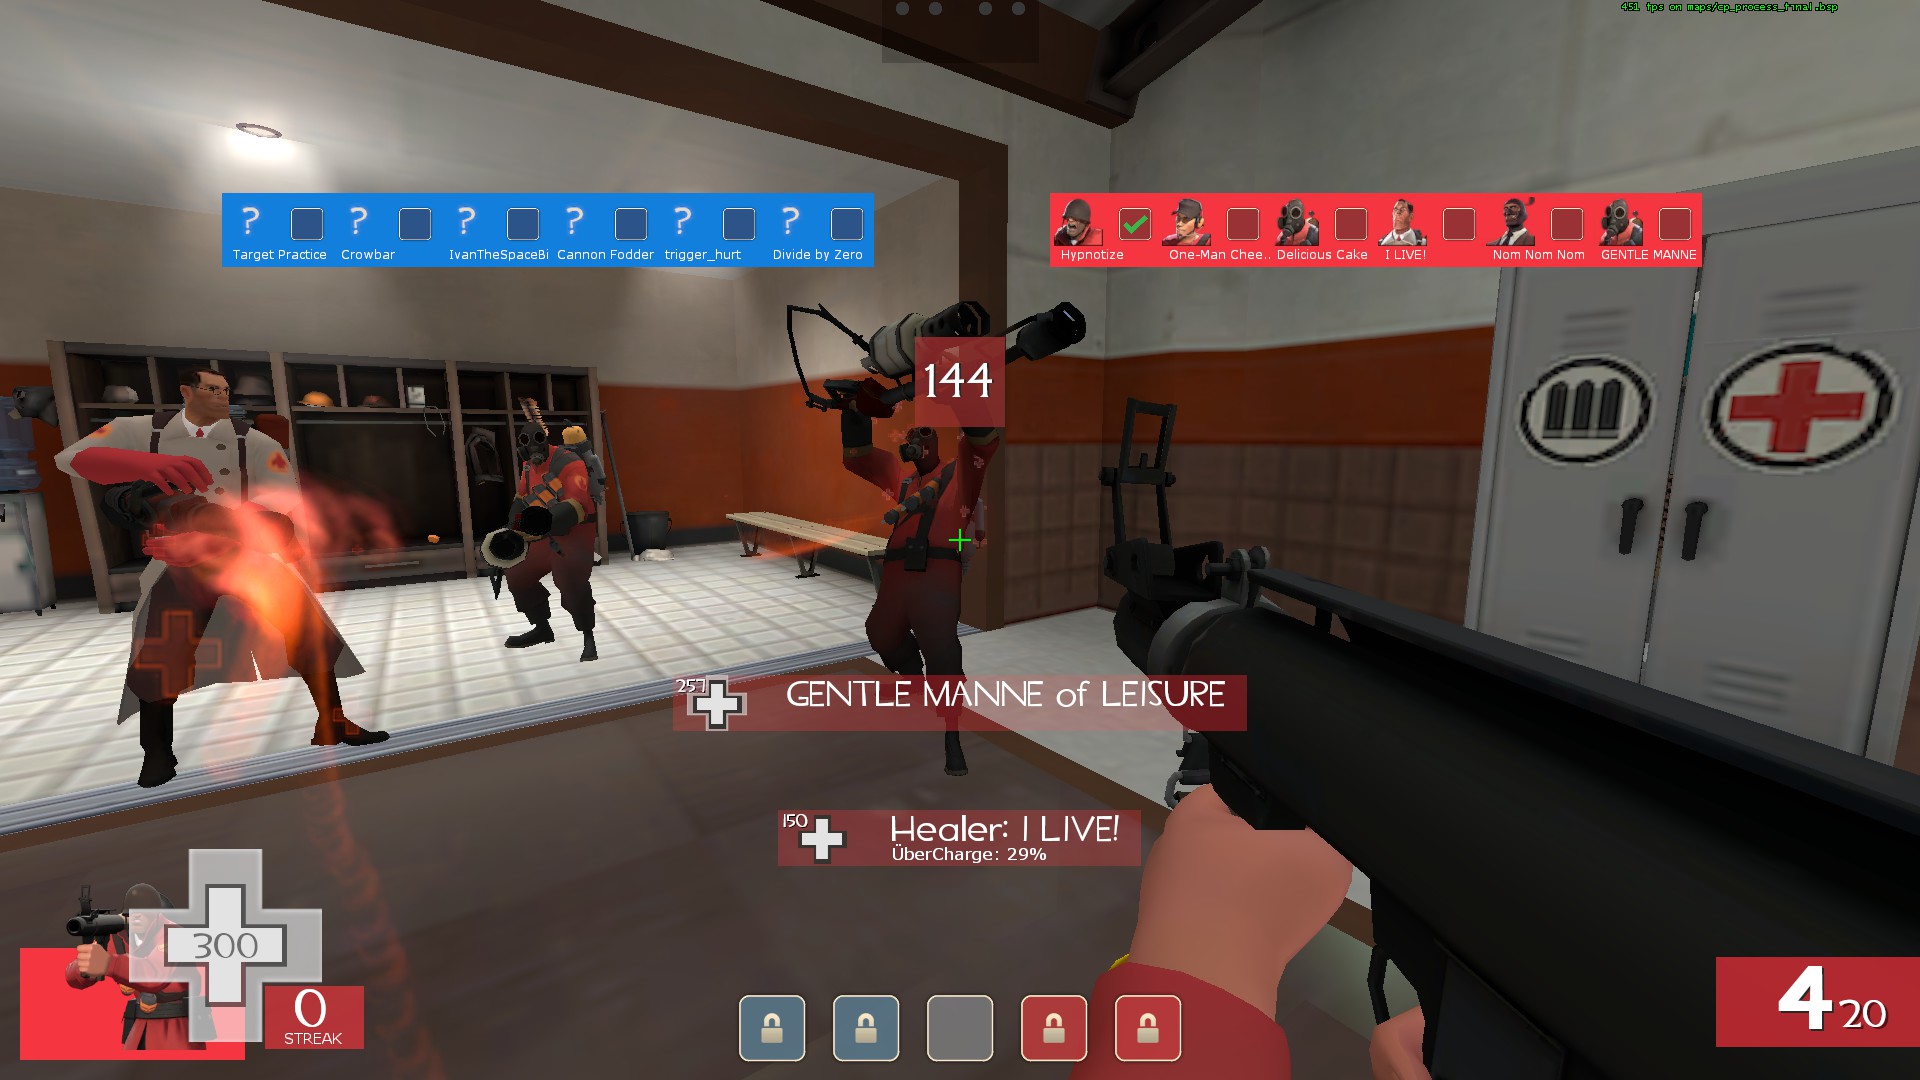 451 fps on maps/cp_process_final.bsp
? ? ? ? ? ?
Target Practice Crowbar IvanTheSpaceBi Cannon Fodder trigger_hurt Divide by Zero
Hypnotize One-Man Chee.. Delicious Cake I LIVE! Nom Nom Nom GENTLE MANNE
144
257 GENTLE MANNE of LEISURE
150 Healer: I LIVE!
ÜberCharge: 29%
300
0
STREAK
4 20